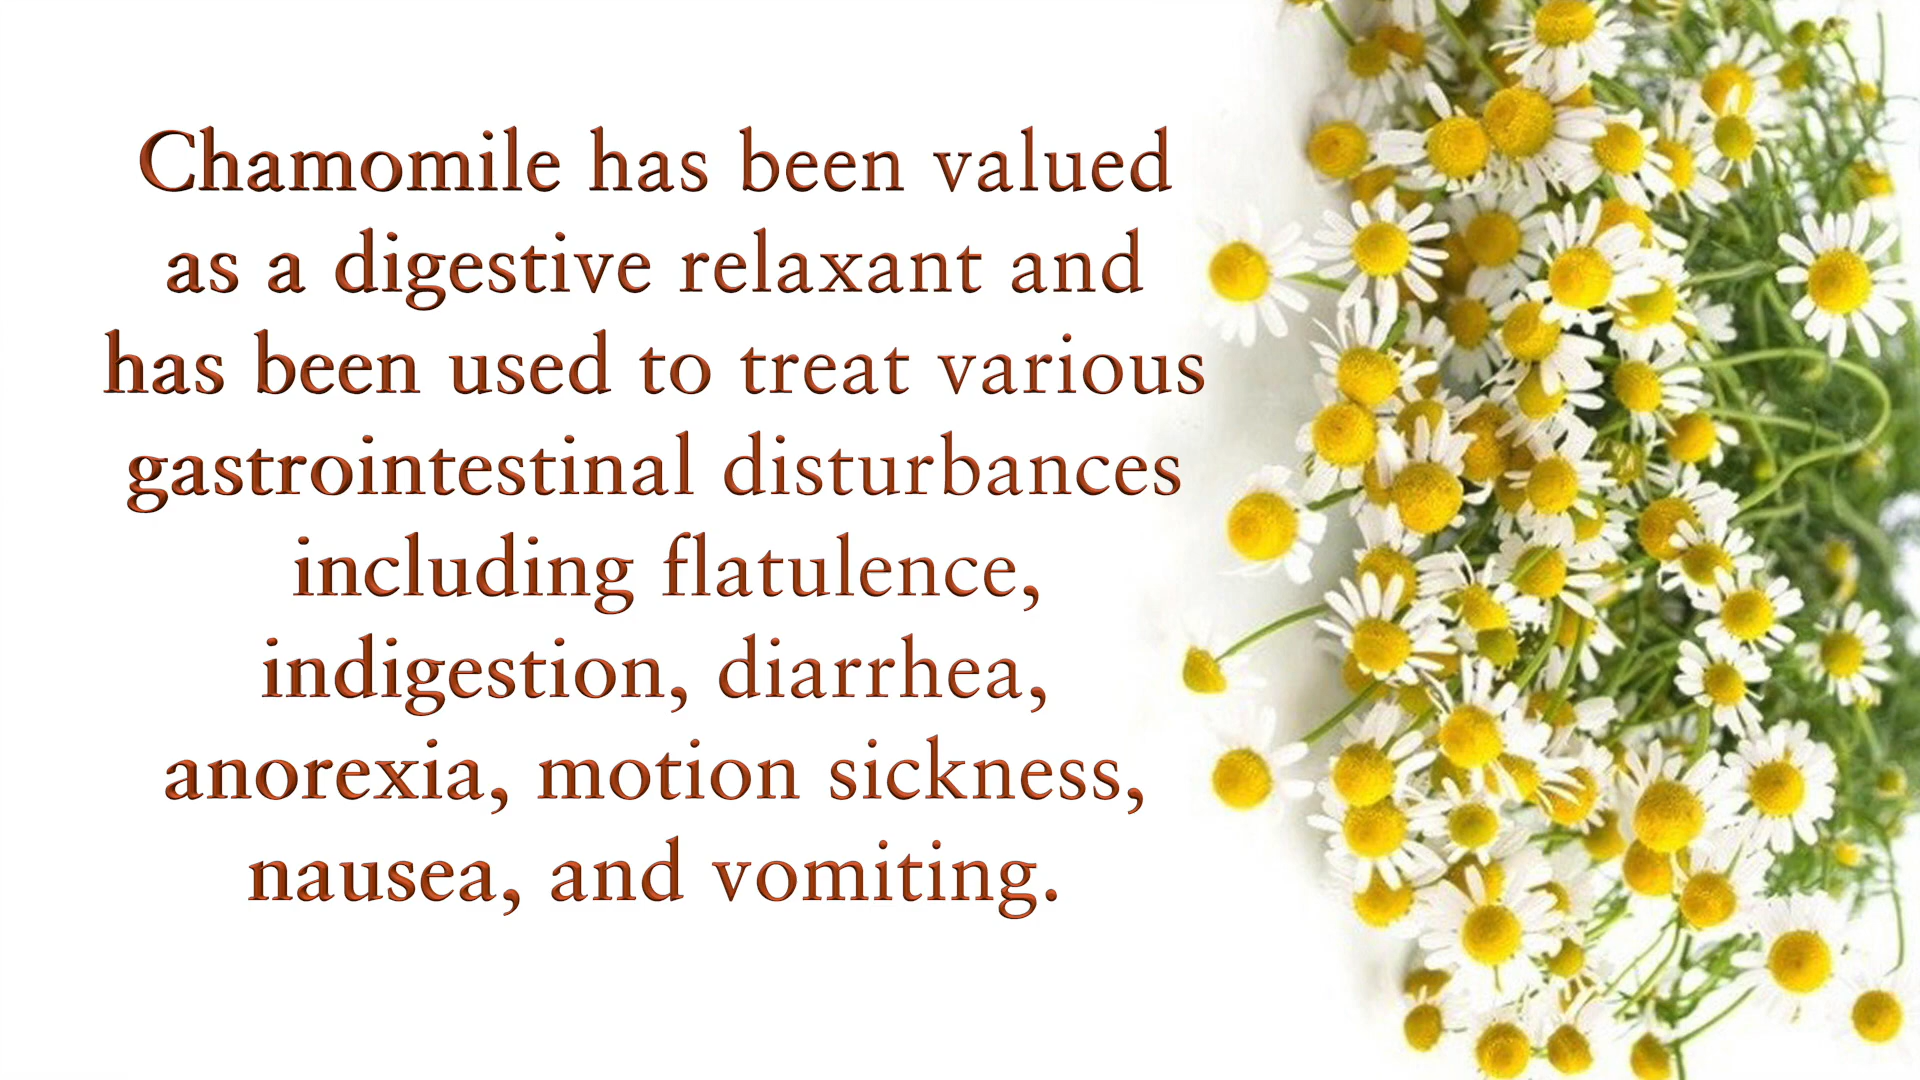 Chamomile has been valued
as a digestive relaxant and
has been used to treat various
gastrointestinal disturbances
including flatulence,
indigestion, diarrhea,
anorexia, motion sickness,
nausea, and vomiting.